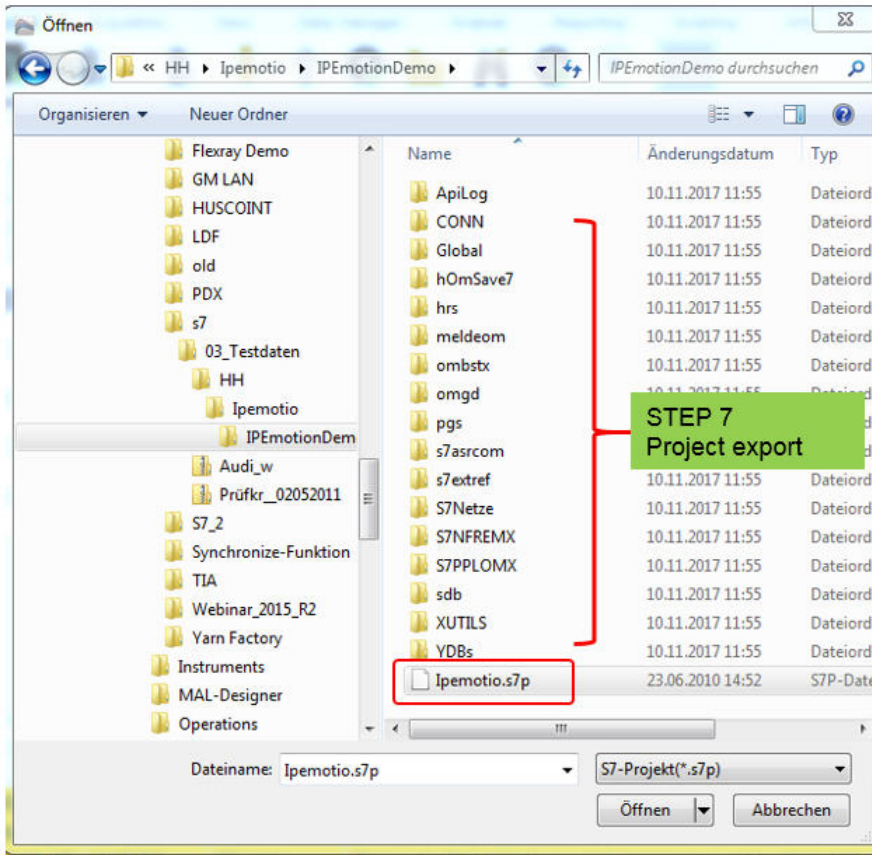 Öffnen
« HH Ipemotio IPEmotionDemo IPEmotionDemo durchsuchen
Organisieren Neuer Ordner
Flexray Demo
GM LAN
HUSCOINT
LDF
old
PDX
s7
03_Testdaten
HH
Ipemotio
IPEmotionDem
Audi_w
Prüfkr_02052011
S7_2
Synchronize-Funktion
TIA
Webinar_2015_R2
Yarn Factory
Instruments
MAL-Designer
Operations
Name Änderungsdatum Typ
ApiLog 10.11.2017 11:55 Dateiord
CONN 10.11.2017 11:55 Dateiord
Global 10.11.2017 11:55 Dateiord
hOmSave7 10.11.2017 11:55 Dateiord
hrs 10.11.2017 11:55 Dateiord
meldeom 10.11.2017 11:55 Dateiord
ombstx 10.11.2017 11:55 Dateiord
omgd
pgs
s7asrcom
s7extref 10.11.2017 11:55 Dateiord
S7Netze 10.11.2017 11:55 Dateiord
S7NFREMX 10.11.2017 11:55 Dateiord
S7PPLOMX 10.11.2017 11:55 Dateiord
sdb 10.11.2017 11:55 Dateiord
XUTILS 10.11.2017 11:55 Dateiord
YDBs 10.11.2017 11:55 Dateiord
Ipemotio.s7p 23.06.2010 14:52 S7P-Date
STEP 7
Project export
Dateiname: Ipemotio.s7p S7-Projekt(*.s7p)
Öffnen Abbrechen